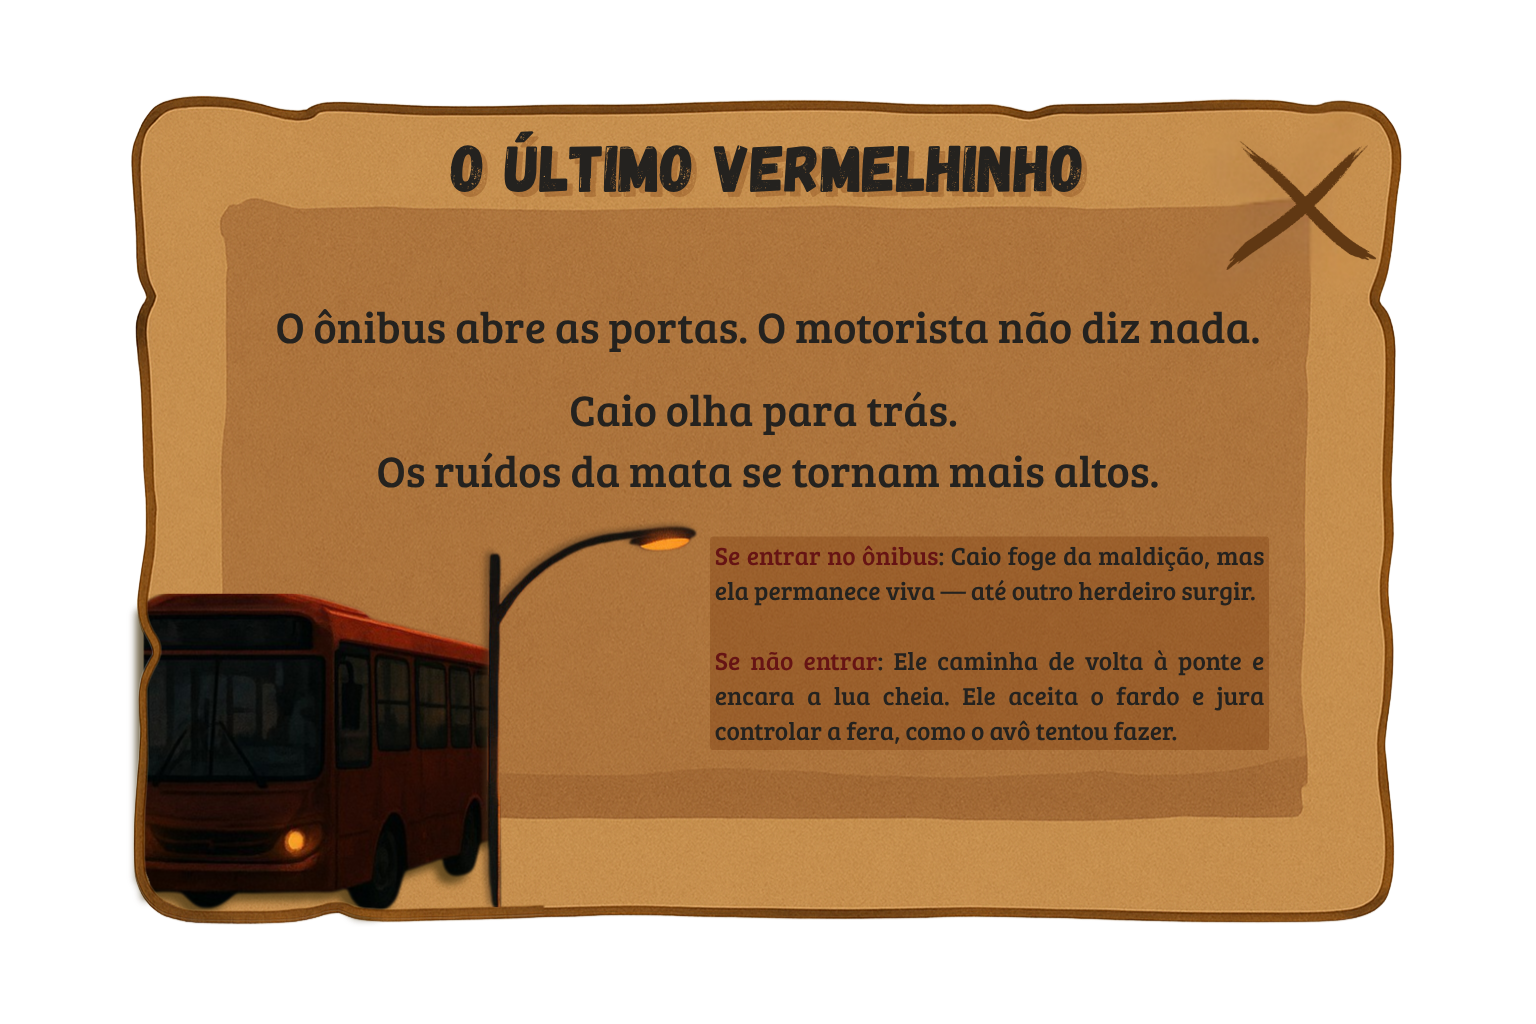 O ÚLTIMO VERMELHINHO
O ônibus abre as portas. O motorista não diz nada.
Caio olha para trás.
Os ruídos da mata se tornam mais altos.
Se entrar no ônibus: Caio foge da maldição, mas
ela permanece viva — até outro herdeiro surgir.
Se não entrar: Ele caminha de volta à ponte e
encara a lua cheia. Ele aceita o fardo e jura
controlar a fera, como o avô tentou fazer.